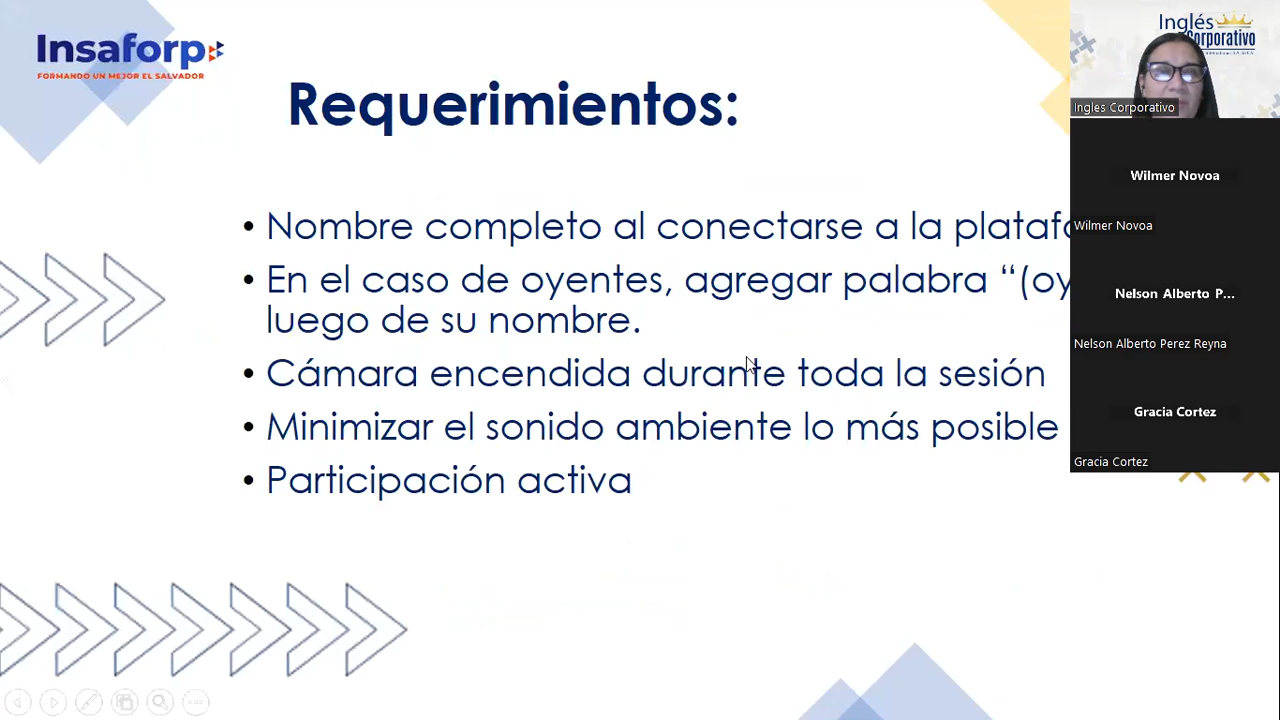 Insaforp
FORMANDO UN MEJOR EL SALVADOR
Requerimientos:
• Nombre completo al conectarse a la plataf
• En el caso de oyentes, agregar palabra “(oy
luego de su nombre.
• Cámara encendida durante toda la sesión
• Minimizar el sonido ambiente lo más posible
• Participación activa
Inglés
Corporativo
Ingles Corporativo
Wilmer Novoa
Wilmer Novoa
Nelson Alberto P...
Nelson Alberto Perez Reyna
Gracia Cortez
Gracia Cortez